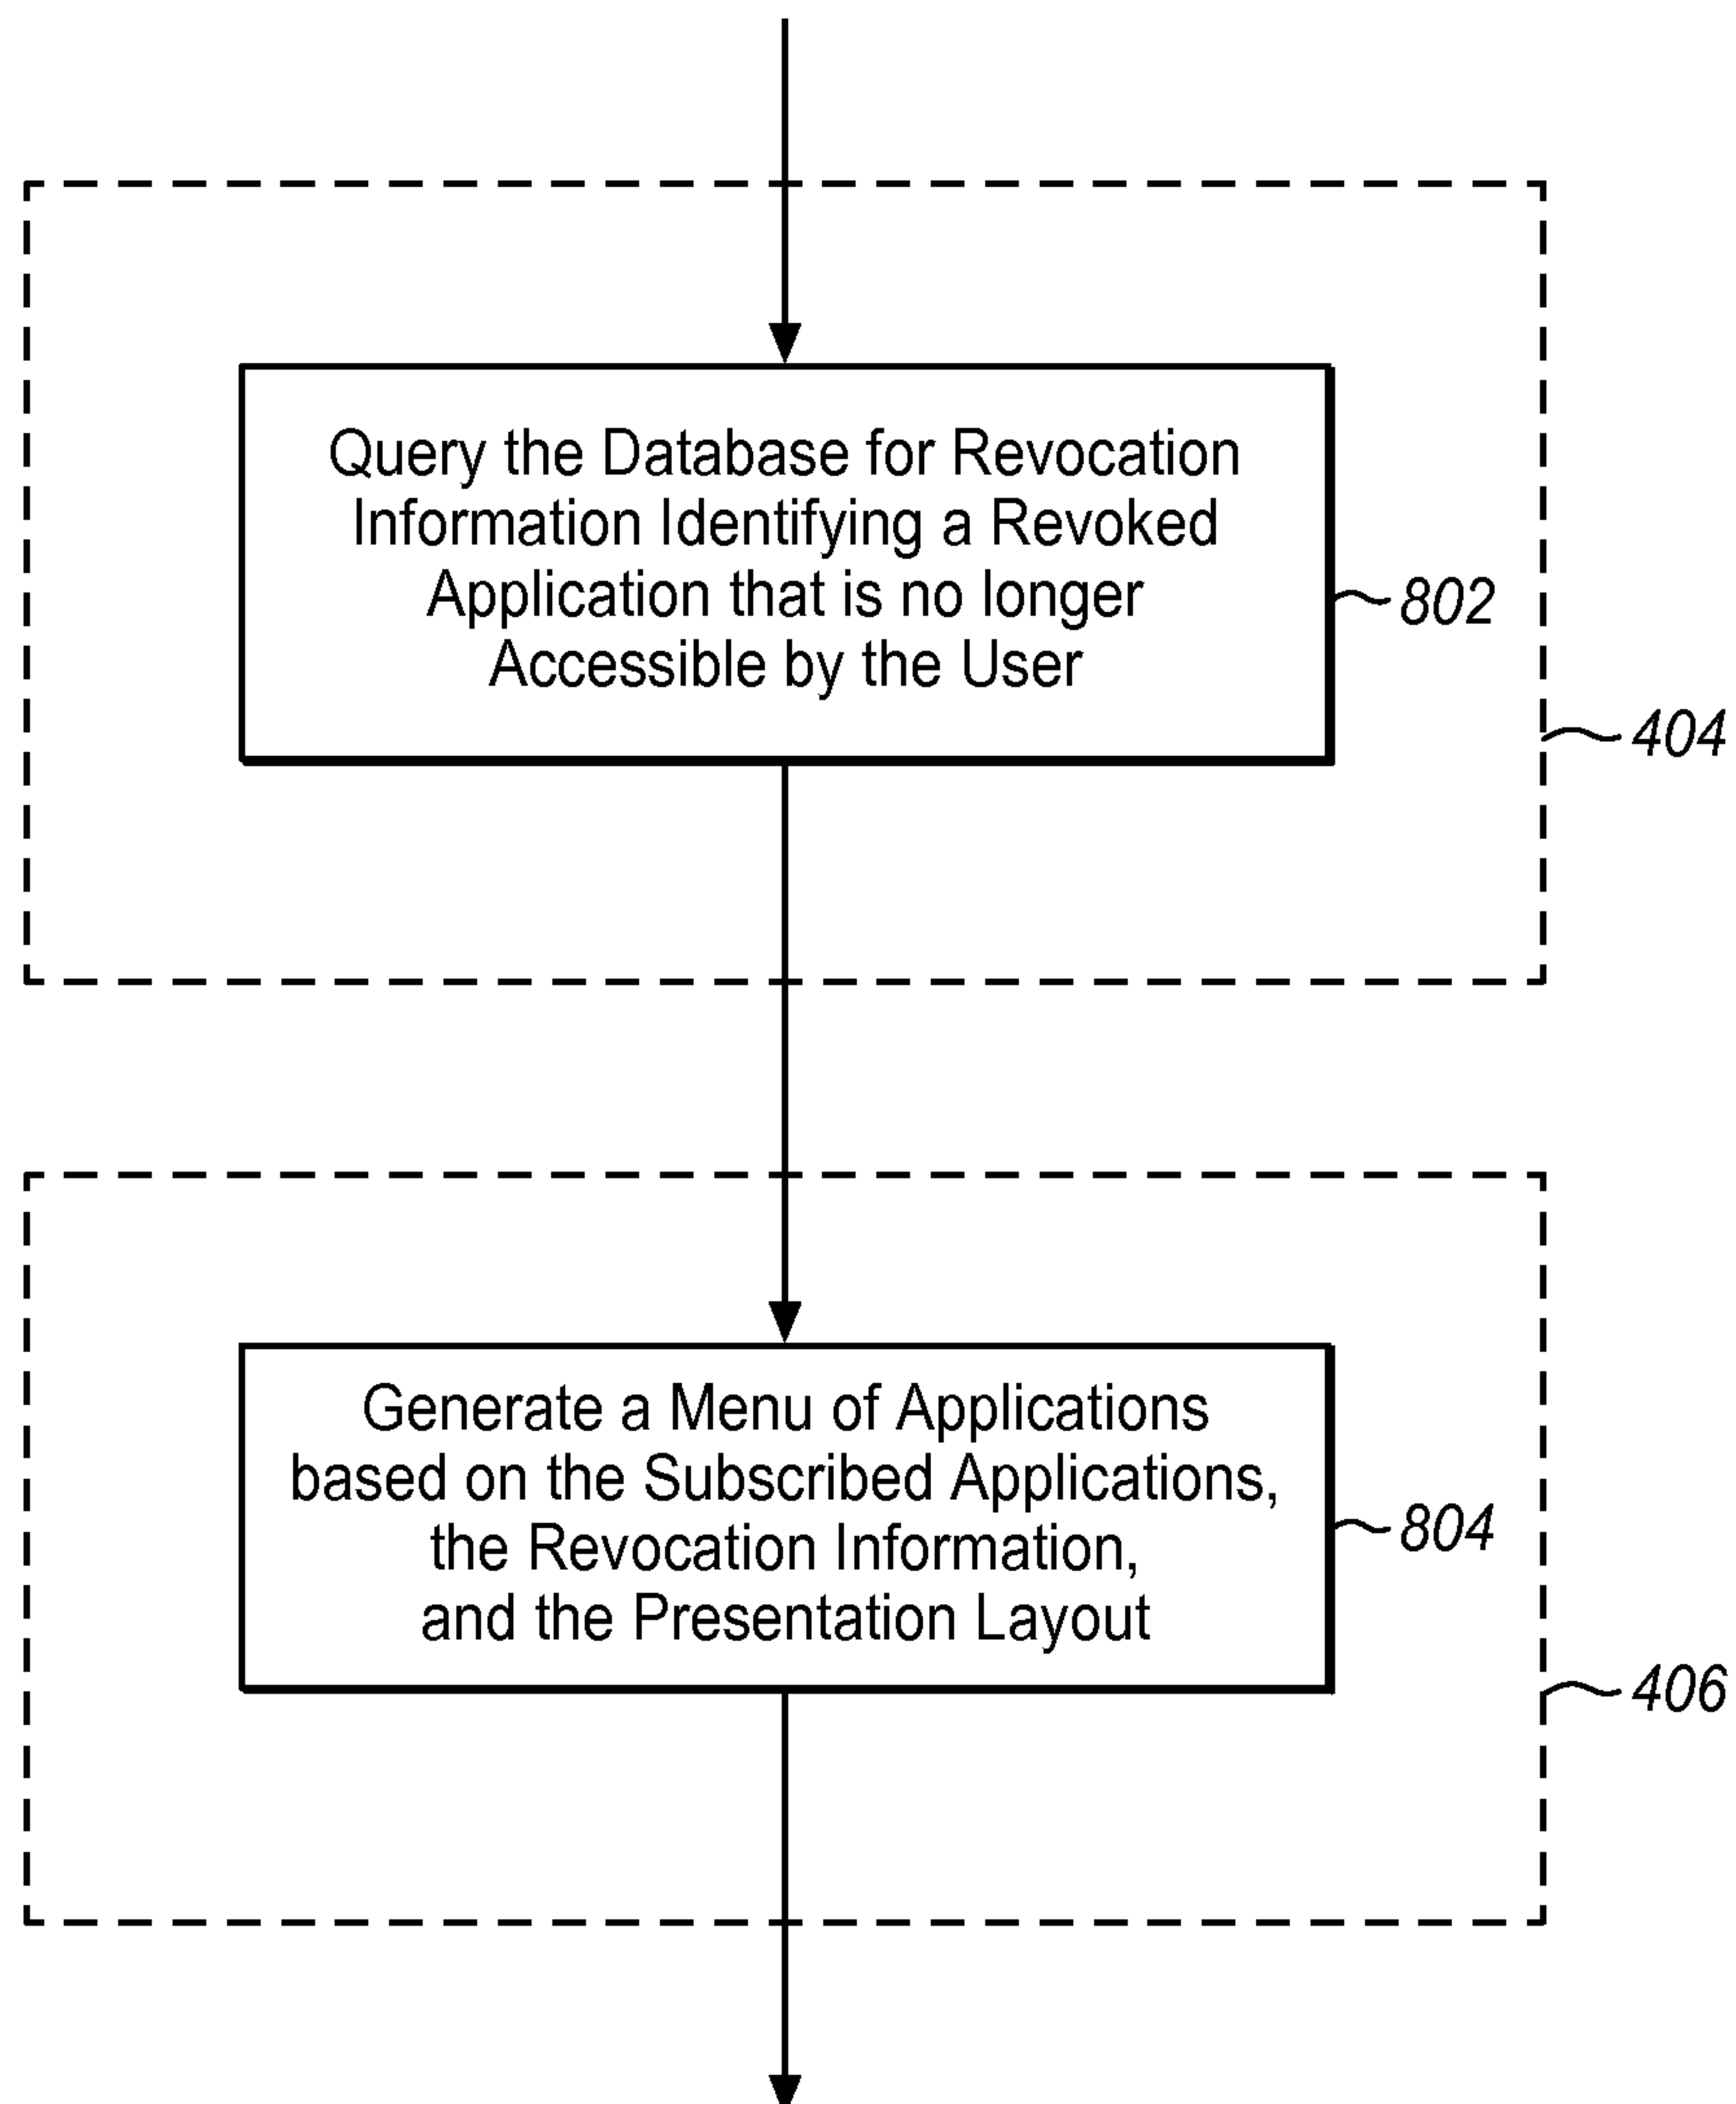 Query the Database for Revocation
Information Identifying a Revoked
Application that is no longer
Accessible by the User
802
404
Generate a Menu of Applications
based on the Subscribed Applications,
the Revocation Information,
and the Presentation Layout
804
406